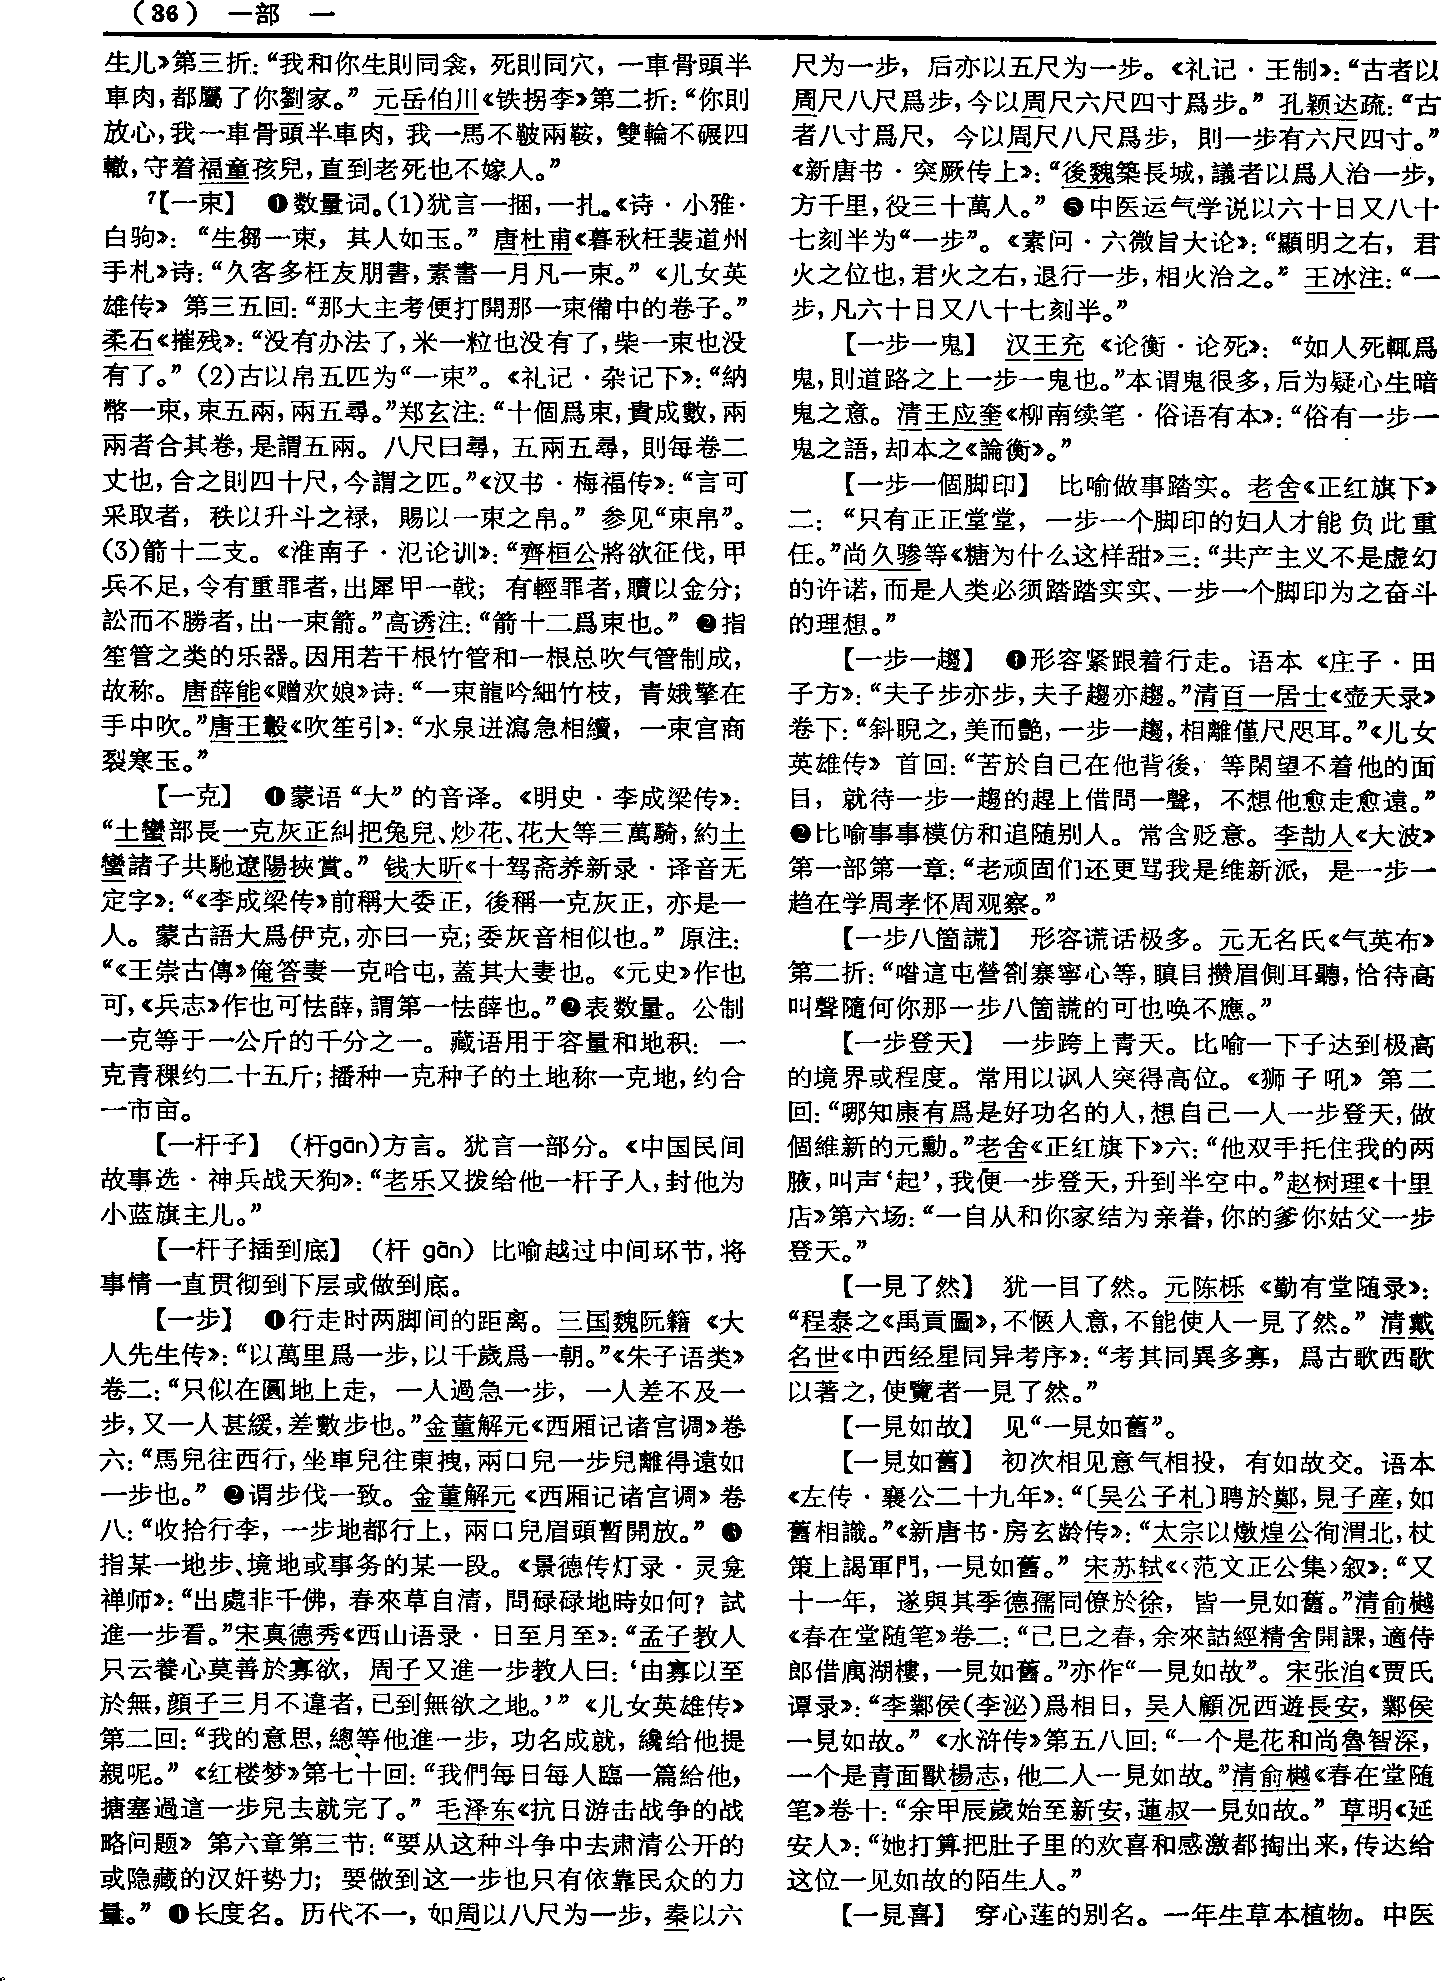 （36） 一部 一
生儿》第三折：“我和你生則同衾，死則同穴，一車骨頭半
車肉，都屬了你劉家。” 元岳伯川《铁拐李》第二折：“你則
放心，我一車骨頭半車肉，我一馬不鞁兩鞍，雙輪不碾四
轍，守着福童孩兒，直到老死也不嫁人。”
7【一束】 ❶数量词。(1)犹言一捆，一扎。《诗·小雅·
白驹》：“生芻一束，其人如玉。” 唐杜甫《暮秋枉裴道州
手札》诗：“久客多枉友朋書，素書一月凡一束。” 《儿女英
雄传》 第三五回：“那大主考便打開那一束備中的卷子。”
柔石《摧残》：“没有办法了，米一粒也没有了，柴一束也没
有了。” (2)古以帛五匹为“一束”。《礼记·杂记下》：“納
幣一束，束五兩，兩五尋。”郑玄注：“十個爲束，貴成數，兩
兩者合其卷，是謂五兩。八尺曰尋，五兩五尋，則每卷二
丈也，合之則四十尺，今謂之匹。”《汉书·梅福传》：“言可
采取者，秩以升斗之禄，賜以一束之帛。” 参见“束帛”。
(3)箭十二支。《淮南子·氾论训》：“齊桓公將欲征伐，甲
兵不足，令有重罪者，出犀甲一戟；有輕罪者，贖以金分；
訟而不勝者，出一束箭。”高诱注：“箭十二爲束也。” ❷指
笙管之类的乐器。因用若干根竹管和一根总吹气管制成，
故称。唐薛能《赠欢娘》诗：“一束龍吟細竹枝，青娥擎在
手中吹。”唐王轂《吹笙引》：“水泉迸瀉急相續，一束宫商
裂寒玉。”
【一克】 ❶蒙语“大”的音译。《明史·李成梁传》：
“土蠻部長一克灰正糾把兔兒、炒花、花大等三萬騎，約土
蠻諸子共馳遼陽挾賞。” 钱大昕《十驾斋养新录·译音无
定字》：“《李成梁传》前稱大委正，後稱一克灰正，亦是一
人。蒙古語大爲伊克，亦曰一克；委灰音相似也。” 原注：
“《王崇古傳》俺答妻一克哈屯，蓋其大妻也。《元史》作也
可，《兵志》作也可怯薛，謂第一怯薛也。”❷表数量。公制
一克等于一公斤的千分之一。藏语用于容量和地积：一
克青稞约二十五斤；播种一克种子的土地称一克地，约合
一市亩。
【一杆子】 （杆gān）方言。犹言一部分。《中国民间
故事选·神兵战天狗》：“老乐又拨给他一杆子人，封他为
小蓝旗主儿。”
【一杆子插到底】 （杆 gān）比喻越过中间环节，将
事情一直贯彻到下层或做到底。
【一步】 ❶行走时两脚间的距离。三国魏阮籍《大
人先生传》：“以萬里爲一步，以千歲爲一朝。”《朱子语类》
卷二：“只似在圓地上走，一人過急一步，一人差不及一
步，又一人甚緩，差數步也。”金董解元《西厢记诸宫调》卷
六：“馬兒往西行，坐車兒往東拽，兩口兒一步兒離得遠如
一步也。” ❷谓步伐一致。金董解元《西厢记诸宫调》卷
八：“收拾行李，一步地都行上，兩口兒眉頭暫開放。” ❸
指某一地步、境地或事务的某一段。《景德传灯录·灵龛
禅师》：“出處非千佛，春來草自清，問碌碌地時如何？試
進一步看。”宋真德秀《西山语录·日至月至》：“孟子教人
只云養心莫善於寡欲，周子又進一步教人曰：‘由寡以至
於無，顔子三月不違者，已到無欲之地。’” 《儿女英雄传》
第二回：“我的意思，總等他進一步，功名成就，纔给他提
親呢。” 《红楼梦》第七十回：“我們每日每人臨一篇給他，
搪塞過這一步兒去就完了。” 毛泽东《抗日游击战争的战
略问题》第六章第三节：“要从这种斗争中去肃清公开的
或隐藏的汉奸势力；要做到这一步也只有依靠民众的力
量。” ❹长度名。历代不一，如周以八尺为一步，秦以六
尺为一步，后亦以五尺为一步。《礼记·王制》：“古者以
周尺八尺爲步，今以周尺六尺四寸爲步。” 孔颖达疏：“古
者八寸爲尺，今以周尺八尺爲步，則一步有六尺四寸。”
《新唐书·突厥传上》：“後魏築長城，議者以爲人治一步，
方千里，役三十萬人。” ❺中医运气学说以六十日又八十
七刻半为“一步”。《素问·六微旨大论》：“顯明之右，君
火之位也，君火之右，退行一步，相火治之。” 王冰注：“一
步，凡六十日又八十七刻半。”
【一步一鬼】 汉王充《论衡·论死》：“如人死輒爲
鬼，則道路之上一步一鬼也。”本谓鬼很多，后为疑心生暗
鬼之意。清王应奎《柳南续笔·俗语有本》：“俗有一步一
鬼之語，却本之《論衡》。”
【一步一個脚印】 比喻做事踏实。老舍《正红旗下》
二：“只有正正堂堂，一步一个脚印的妇人才能负此重
任。”尚久骖等《糖为什么这样甜》三：“共产主义不是虚幻
的许诺，而是人类必须踏踏实实、一步一个脚印为之奋斗
的理想。”
【一步一趨】 ❶形容紧跟着行走。语本《庄子·田
子方》：“夫子步亦步，夫子趨亦趨。”清百一居士《壶天录》
卷下：“斜睨之，美而艷，一步一趨，相離僅尺咫耳。”《儿女
英雄传》首回：“苦於自已在他背後，等閑望不着他的面
目，就待一步一趨的趕上借問一聲，不想他愈走愈遠。”
❷比喻事事模仿和追随别人。常含贬意。李劼人《大波》
第一部第一章：“老顽固们还更骂我是维新派，是一步一
趋在学周孝怀周观察。”
【一步八箇謊】 形容谎话极多。元无名氏《气英布》
第二折：“喒這屯營劄寨寧心等，瞋目攢眉側耳聽，恰待高
叫聲隨何你那一步八箇謊的可也唤不應。”
【一步登天】 一步跨上青天。比喻一下子达到极高
的境界或程度。常用以讽人突得高位。《狮子吼》第二
回：“哪知康有爲是好功名的人，想自己一人一步登天，做
個維新的元勳。”老舍《正红旗下》六：“他双手托住我的两
腋，叫声‘起’，我便一步登天，升到半空中。”赵树理《十里
店》第六场：“一自从和你家结为亲眷，你的爹你姑父一步
登天。”
【一見了然】 犹一目了然。元陈栎《勤有堂随录》：
“程泰之《禹貢圖》，不愜人意，不能使人一見了然。” 清戴
名世《中西经星同异考序》：“考其同異多寡，爲古歌西歌
以著之，使覽者一見了然。”
【一見如故】 见“一見如舊”。
【一見如舊】 初次相见意气相投，有如故交。语本
《左传·襄公二十九年》：“〔吴公子札〕聘於鄭，見子産，如
舊相識。”《新唐书·房玄龄传》：“太宗以燉煌公徇渭北，杖
策上謁軍門，一見如舊。” 宋苏轼《〈范文正公集〉叙》：“又
十一年，遂與其季德孺同僚於徐，皆一見如舊。”清俞樾
《春在堂随笔》卷二：“己巳之春，余來詁經精舍開課，適侍
郎借庽湖樓，一見如舊。”亦作“一見如故”。宋张洎《贾氏
谭录》：“李鄴侯（李泌）爲相日，吴人顧况西遊長安，鄴侯
一見如故。” 《水浒传》第五八回：“一个是花和尚魯智深，
一个是青面獸楊志，他二人一見如故。”清俞樾《春在堂随
笔》卷十：“余甲辰歲始至新安，蓮叔一見如故。” 草明《延
安人》：“她打算把肚子里的欢喜和感激都掏出来，传达给
这位一见如故的陌生人。”
【一見喜】 穿心莲的别名。一年生草本植物。中医